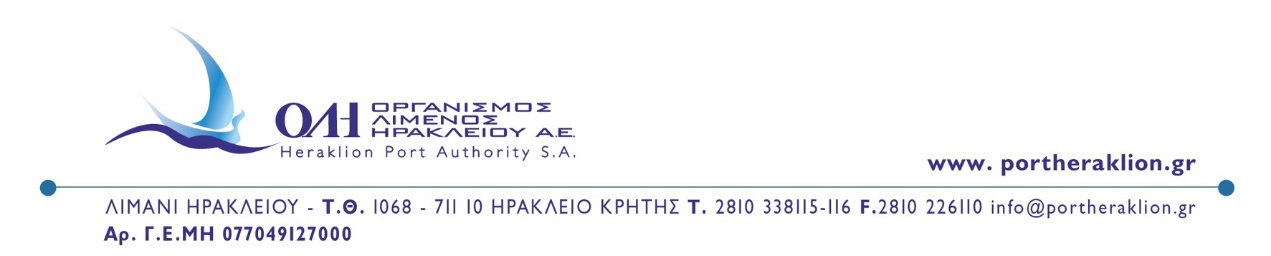 ΟΛΗ ΟΡΓΑΝΙΣΜΟΣ
ΛΙΜΕΝΟΣ
ΗΡΑΚΛΕΙΟΥ Α.Ε.
Heraklion Port Authority S.A.
www. portheraklion.gr
ΛΙΜΑΝΙ ΗΡΑΚΛΕΙΟΥ - Τ.Θ. 1068 - 711 10 ΗΡΑΚΛΕΙΟ ΚΡΗΤΗΣ Τ. 2810 338115-116 F.2810 226110 info@portheraklion.gr
Αρ. Γ.Ε.ΜΗ 077049127000